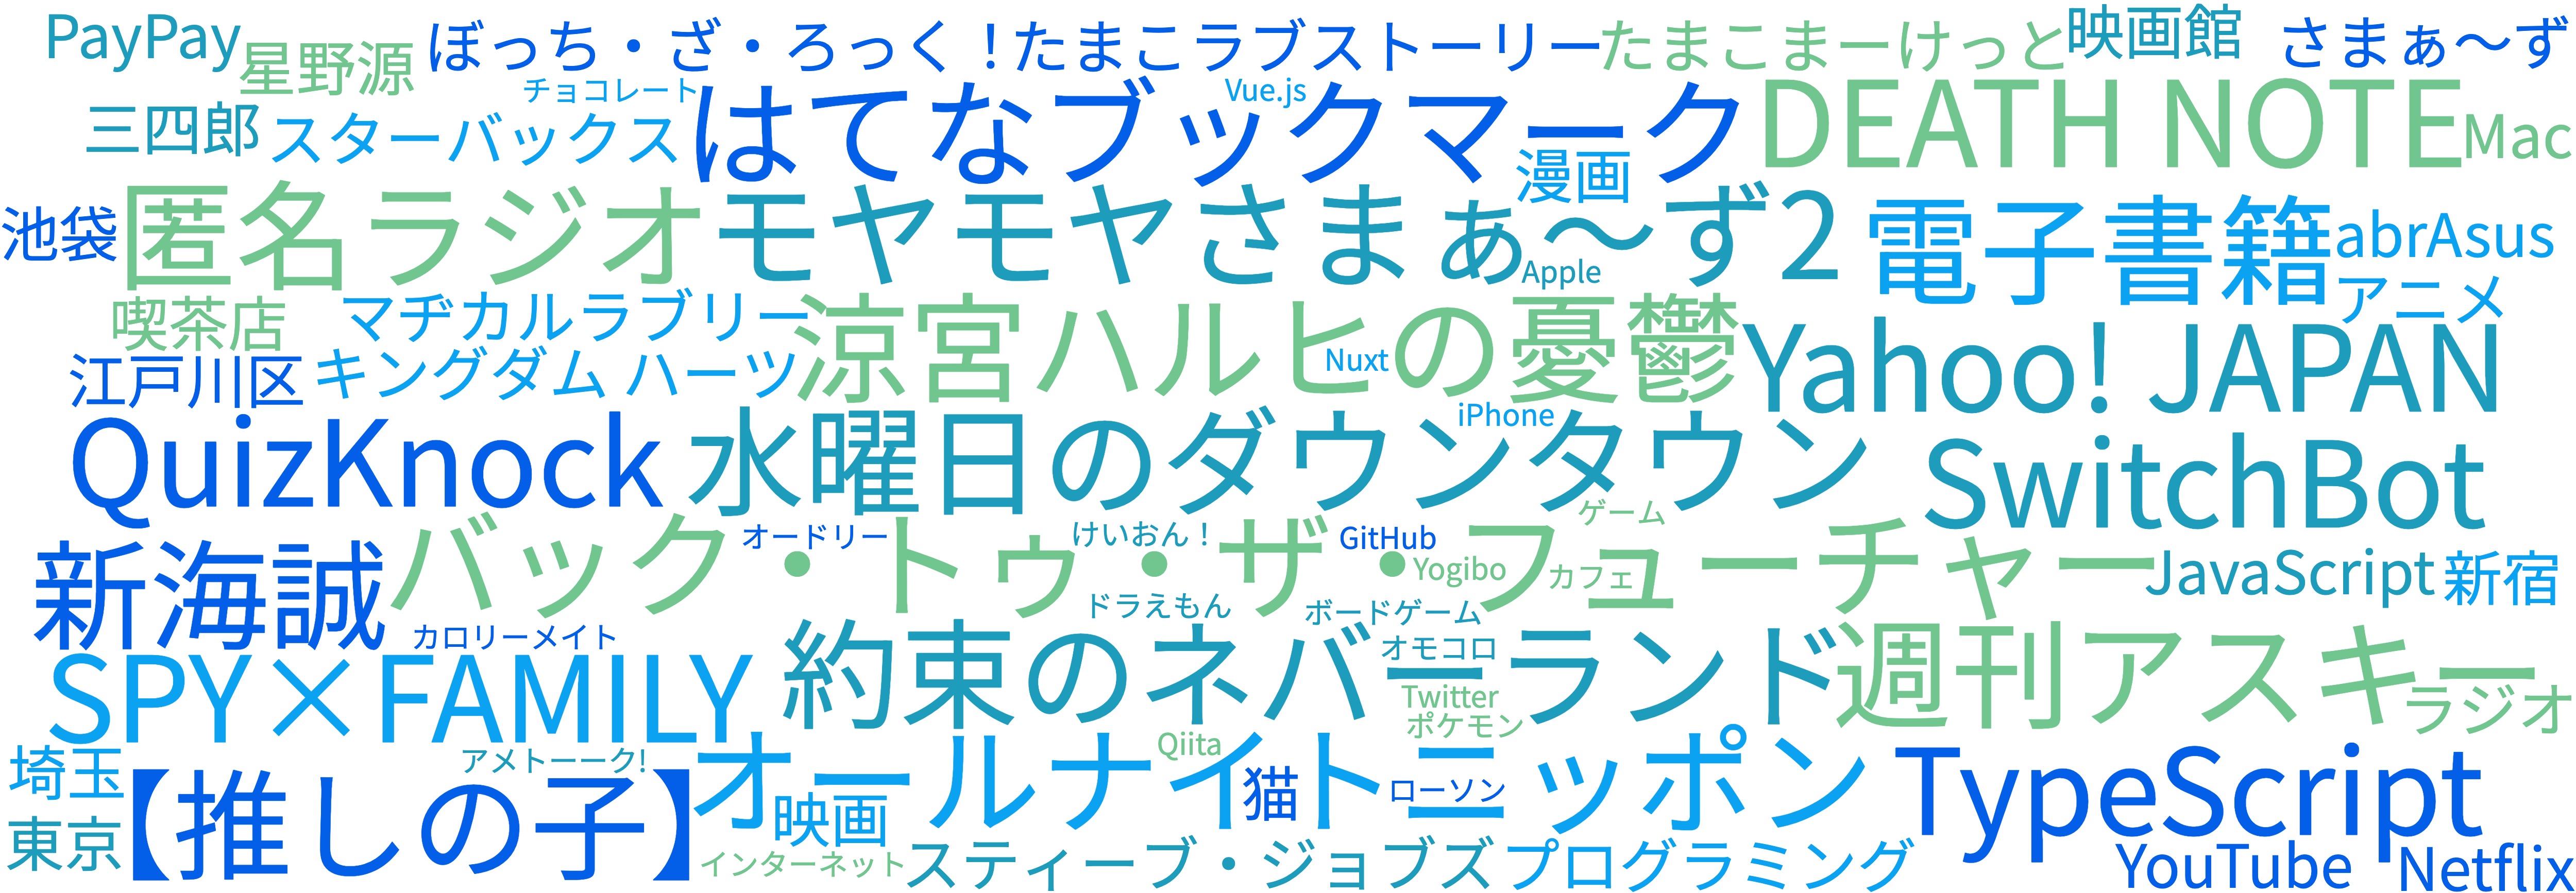 PayPay
星野源
ぼっち・ざ・ろっく！
たまこラブストーリー
たまこまーけっと
映画館
さまぁ〜ず
チョコレート
Vue.js
三四郎
スターバックス
はてなブックマーク
DEATH NOTE
Mac
漫画
池袋
匿名ラジオ
モヤモヤさまぁ〜ず2
電子書籍
abrAsus
Apple
アニメ
喫茶店
マヂカルラブリー
涼宮ハルヒの憂鬱
Nuxt
Yahoo! JAPAN
江戸川区
キングダム ハーツ
iPhone
QuizKnock
水曜日のダウンタウン
SwitchBot
ゲーム
オードリー
けいおん！
GitHub
新海誠
バック・トゥ・ザ・フューチャー
Yogibo
カフェ
JavaScript
新宿
ドラえもん
ボードゲーム
カロリーメイト
オモコロ
SPY×FAMILY
約束のネバーランド
週刊アスキー
Twitter
ポケモン
ラジオ
Qiita
埼玉
アメトーーク!
【推しの子】
オールナイトニッポン
猫
ローソン
TypeScript
映画
東京
インターネット
スティーブ・ジョブズ
プログラミング
YouTube
Netflix